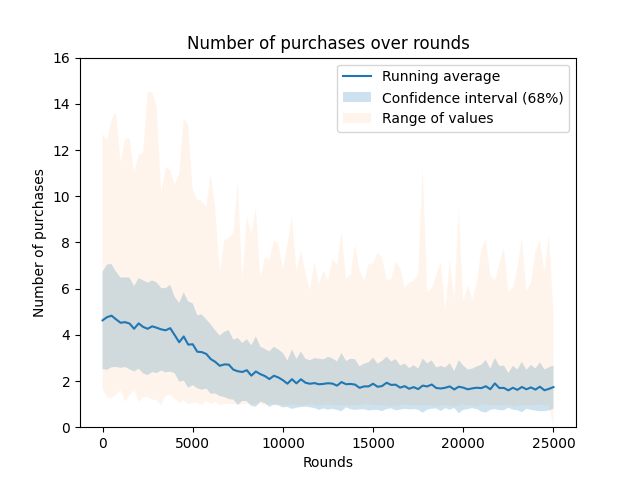 Number of purchases over rounds
Running average
Confidence interval (68%)
Range of values
Number of purchases
16
14
12
10
8
6
4
2
0
0 5000 10000 15000 20000 25000
Rounds